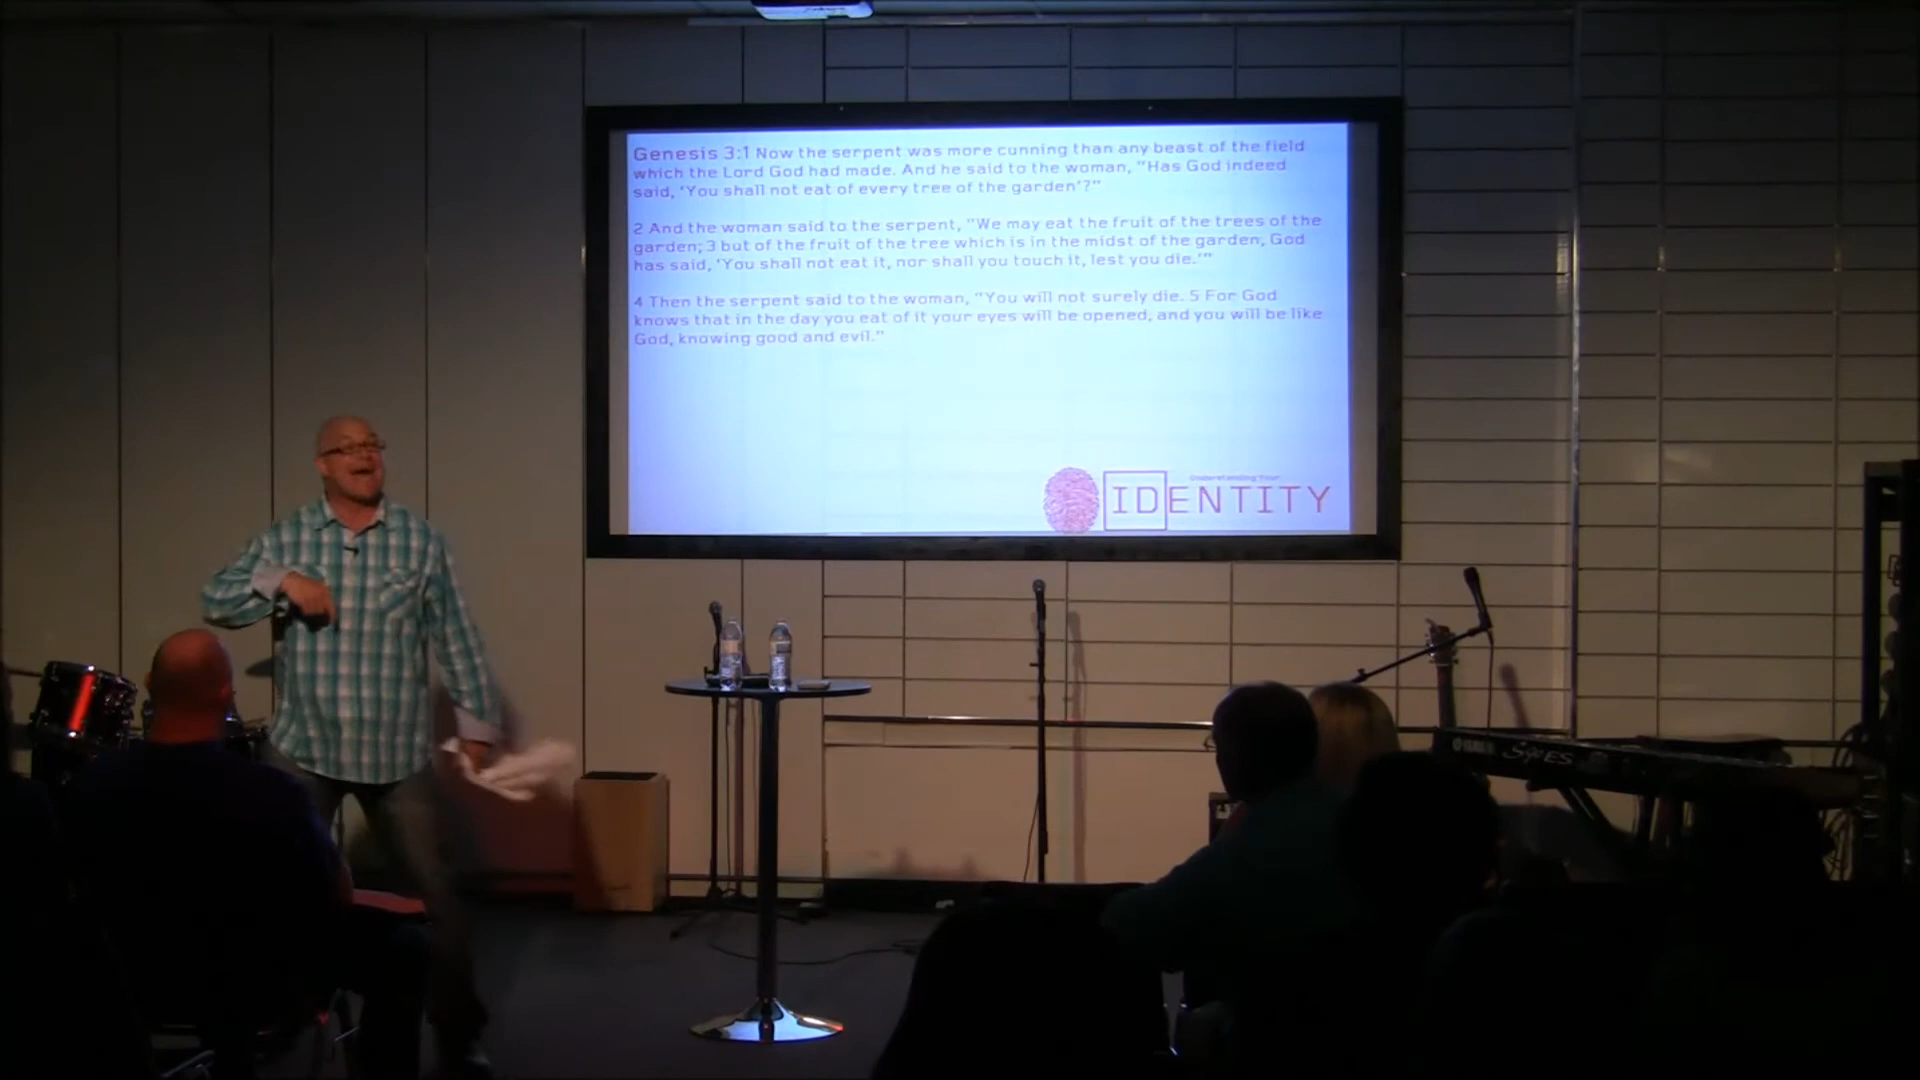 Genesis 3:1 Now the serpent was more cunning than any beast of the field
which the Lord God had made. And he said to the woman, "Has God indeed
said, 'You shall not eat of every tree of the garden'?"
2 And the woman said to the serpent, "We may eat the fruit of the trees of the
garden; 3 but of the fruit of the tree which is in the midst of the garden, God
has said, 'You shall not eat it, nor shall you touch it, lest you die.'"
4 Then the serpent said to the woman, "You will not surely die. 5 For God
knows that in the day you eat of it your eyes will be opened, and you will be like
God, knowing good and evil."
Understanding Your
IDENTITY